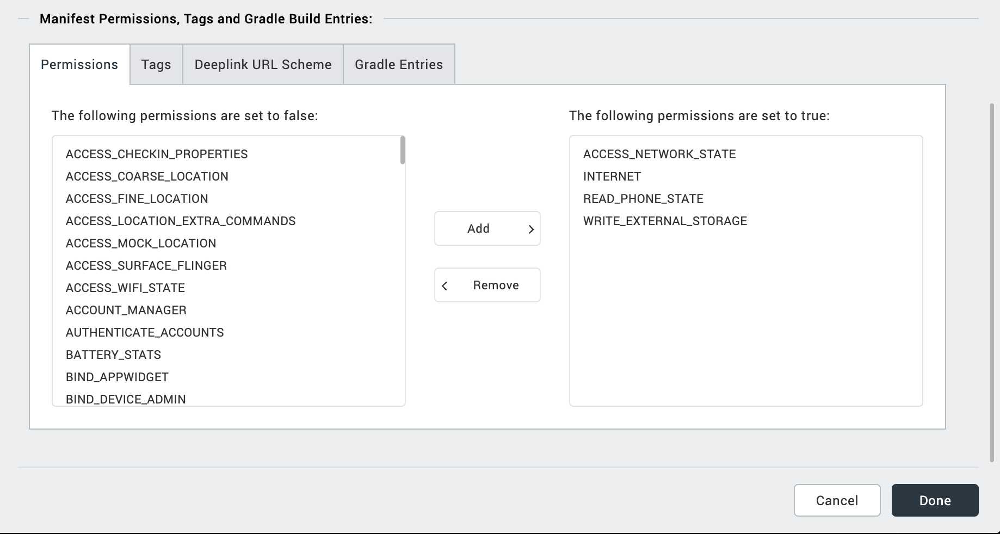 Manifest Permissions, Tags and Gradle Build Entries:
Permissions
Tags
Deeplink URL Scheme
Gradle Entries
The following permissions are set to false:
ACCESS_CHECKIN_PROPERTIES
ACCESS_COARSE_LOCATION
ACCESS_FINE_LOCATION
ACCESS_LOCATION_EXTRA_COMMANDS
ACCESS_MOCK_LOCATION
ACCESS_SURFACE_FLINGER
ACCESS_WIFI_STATE
ACCOUNT_MANAGER
AUTHENTICATE_ACCOUNTS
BATTERY_STATS
BIND_APPWIDGET
BIND_DEVICE_ADMIN
Add
Remove
The following permissions are set to true:
ACCESS_NETWORK_STATE
INTERNET
READ_PHONE_STATE
WRITE_EXTERNAL_STORAGE
Cancel
Done